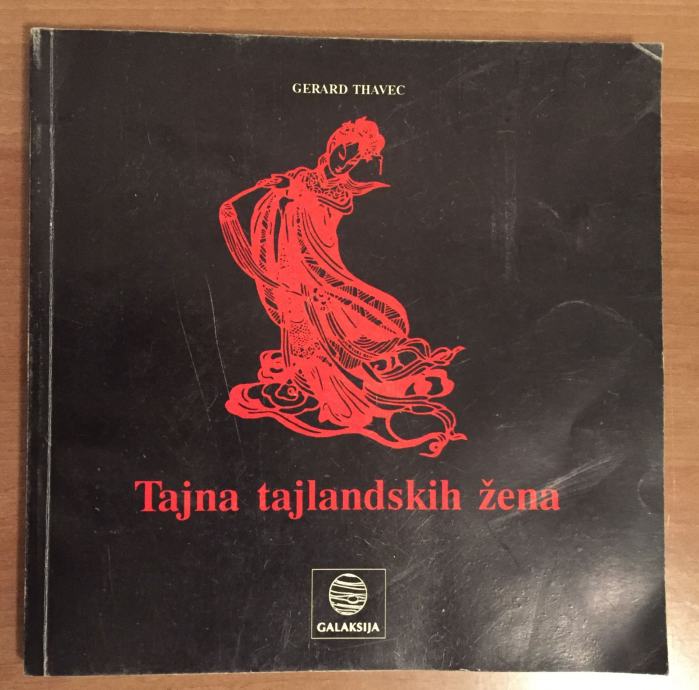 GERARD THAVEC
Tajna tajlandskih žena
GALAKSIJA